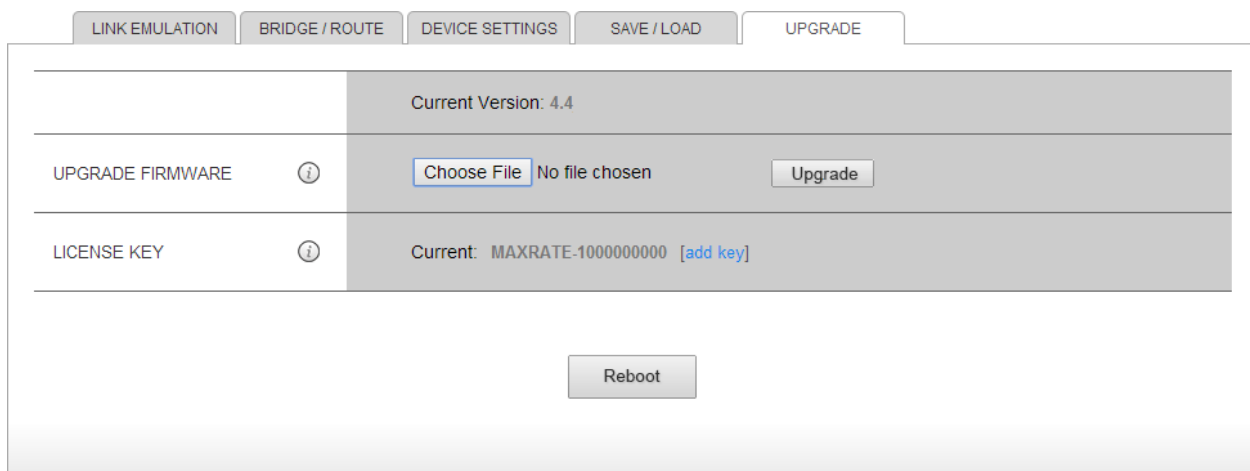 LINK EMULATION BRIDGE / ROUTE DEVICE SETTINGS SAVE / LOAD UPGRADE
Current Version: 4.4
UPGRADE FIRMWARE i Choose File No file chosen Upgrade
LICENSE KEY i Current: MAXRATE-1000000000 [add key]
Reboot